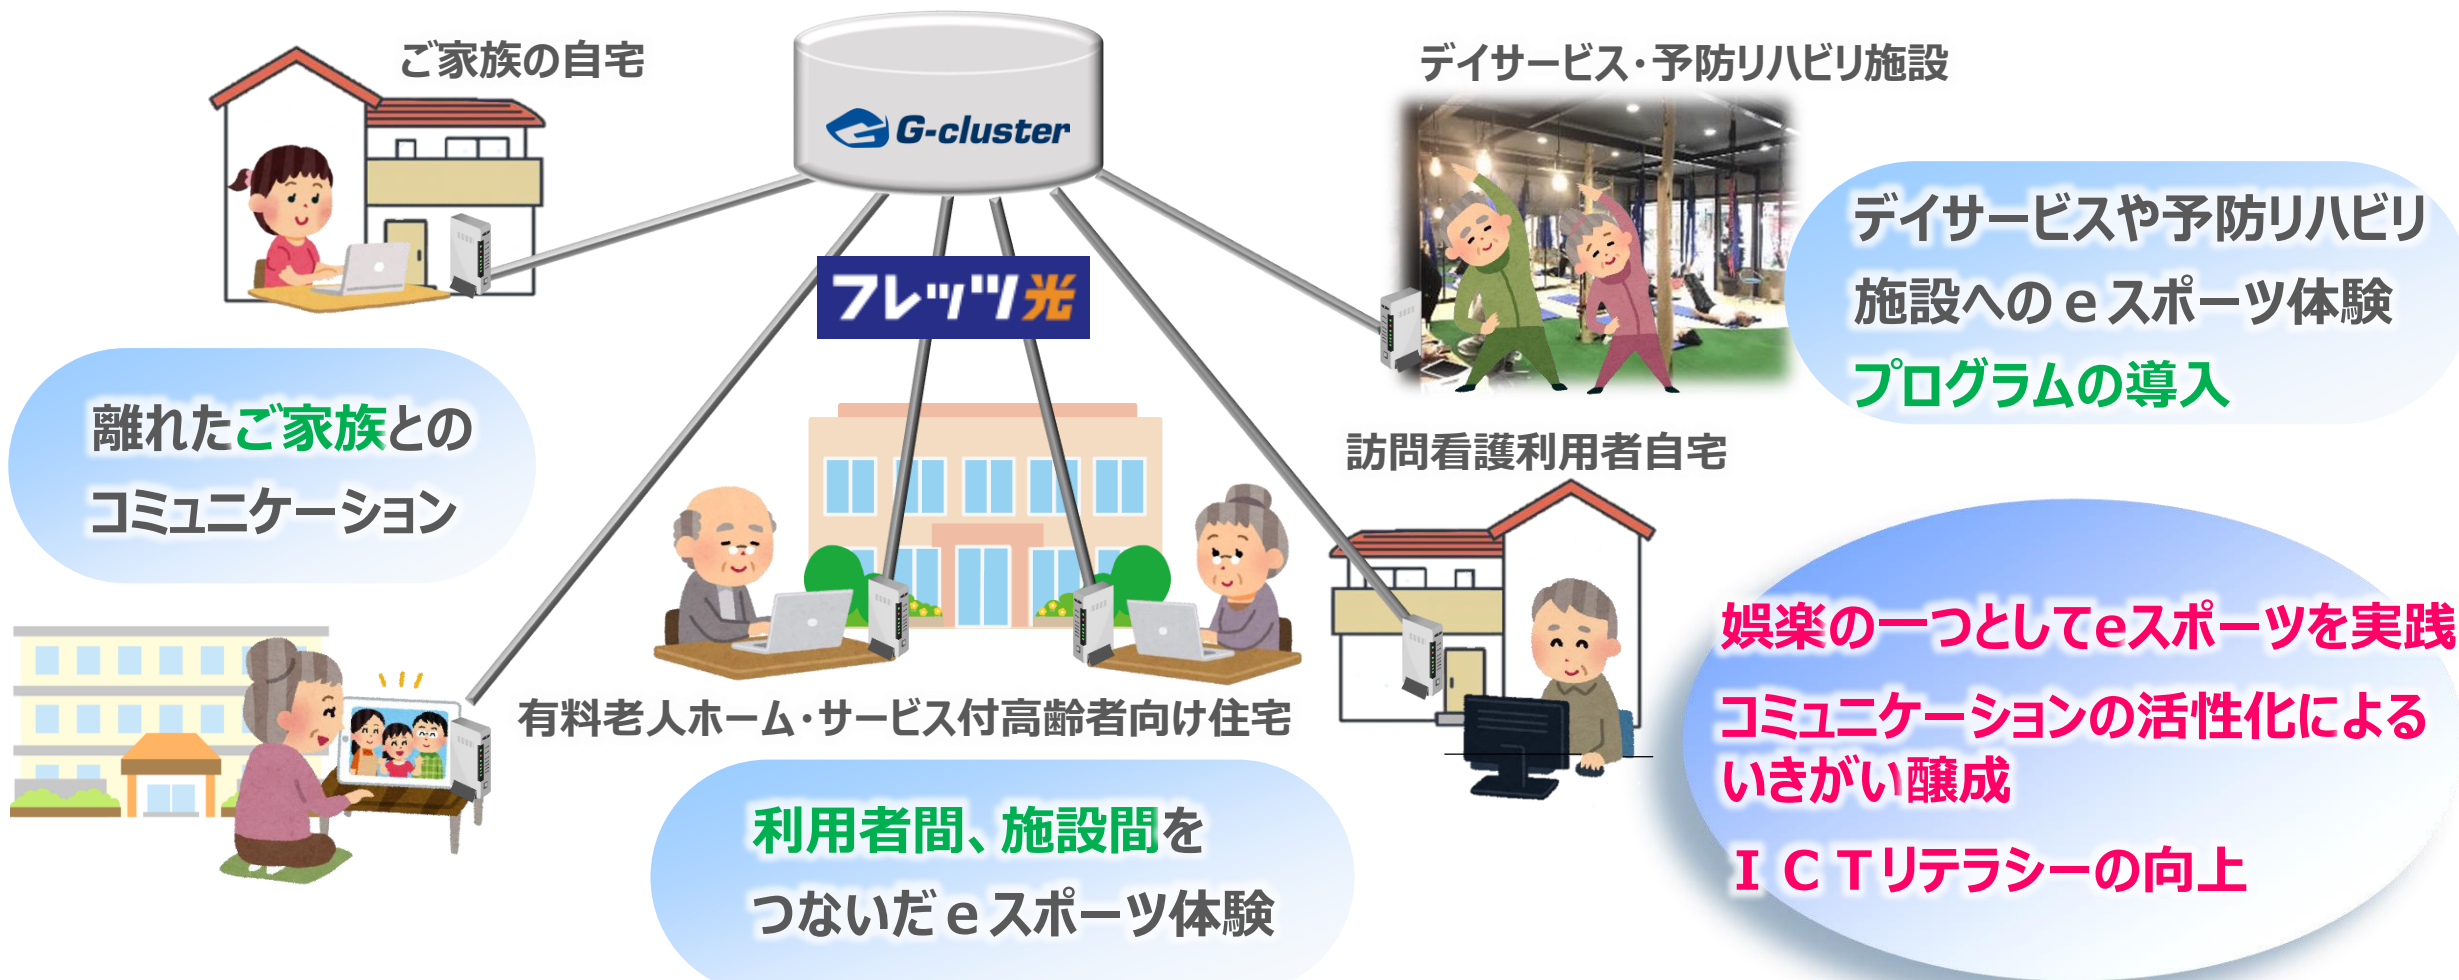 ご家族の自宅
G-cluster
デイサービス・予防リハビリ施設
デイサービスや予防リハビリ
施設へのｅスポーツ体験
プログラムの導入
フレッツ光
離れたご家族との
コミュニケーション
訪問看護利用者自宅
有料老人ホーム・サービス付高齢者向け住宅
利用者間、施設間を
つないだｅスポーツ体験
娯楽の一つとしてeスポーツを実践
コミュニケーションの活性化による
いきがい醸成
ＩＣＴリテラシーの向上